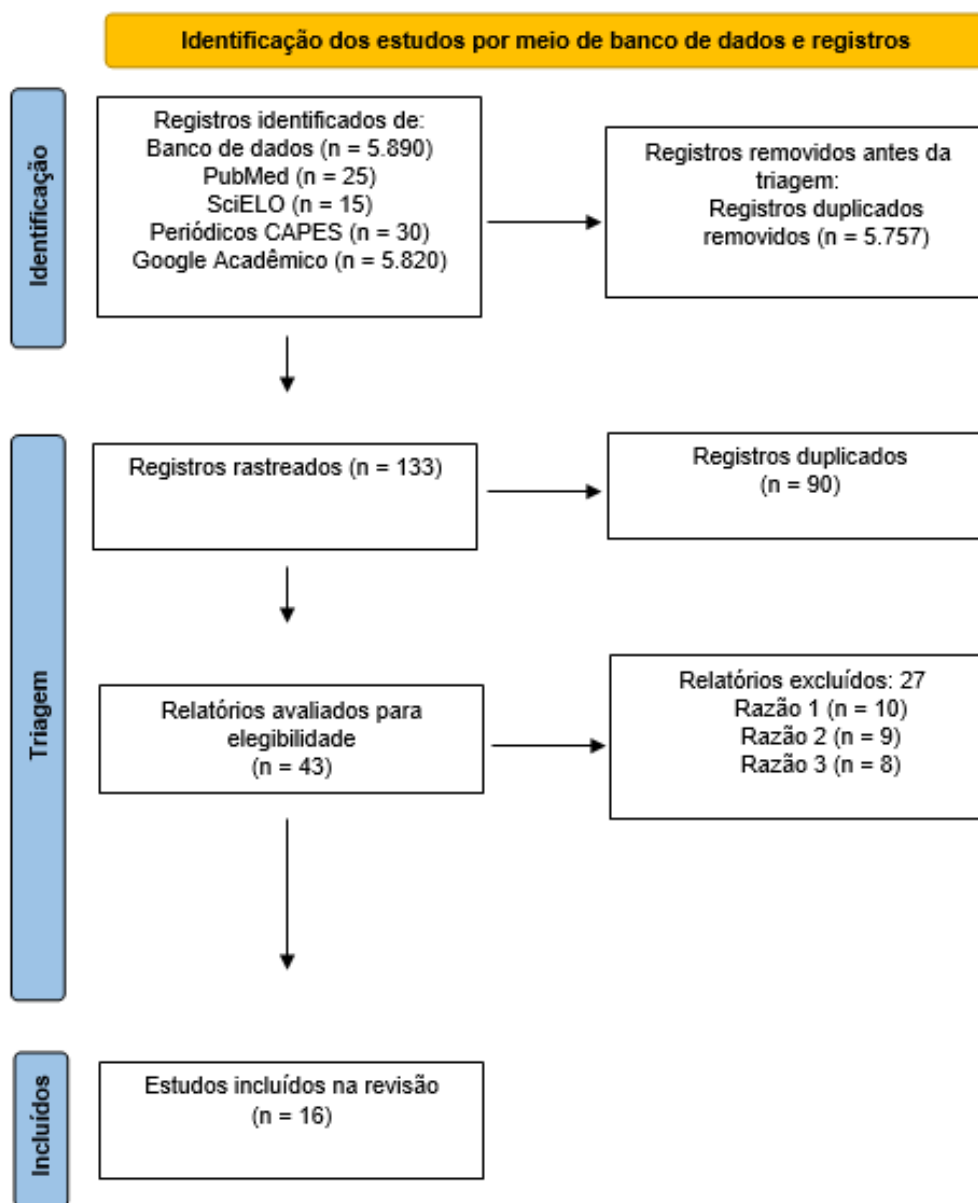 Identificação dos estudos por meio de banco de dados e registros
Identificação
Registros identificados de:
Banco de dados (n = 5.890)
PubMed (n = 25)
SciELO (n = 15)
Periódicos CAPES (n = 30)
Google Acadêmico (n = 5.820)
Registros removidos antes da
triagem:
Registros duplicados
removidos (n = 5.757)
Triagem
Registros rastreados (n = 133)
Registros duplicados
(n = 90)
Relatórios avaliados para
elegibilidade
(n = 43)
Relatórios excluídos: 27
Razão 1 (n = 10)
Razão 2 (n = 9)
Razão 3 (n = 8)
Incluídos
Estudos incluídos na revisão
(n = 16)